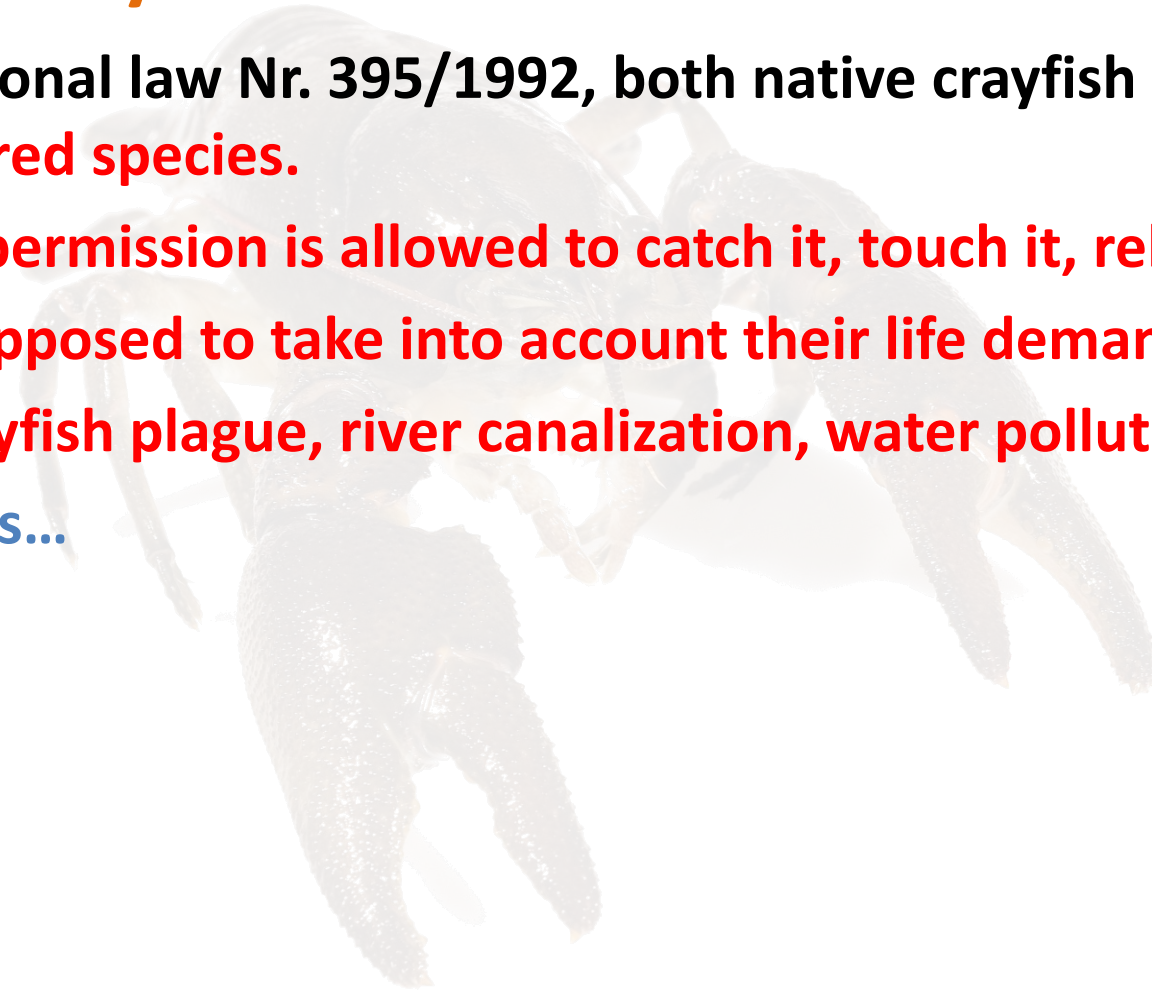 onal law Nr. 395/1992, both native crayfish
red species.
permission is allowed to catch it, touch it, rel
pposed to take into account their life deman
yfish plague, river canalization, water pollut
s…